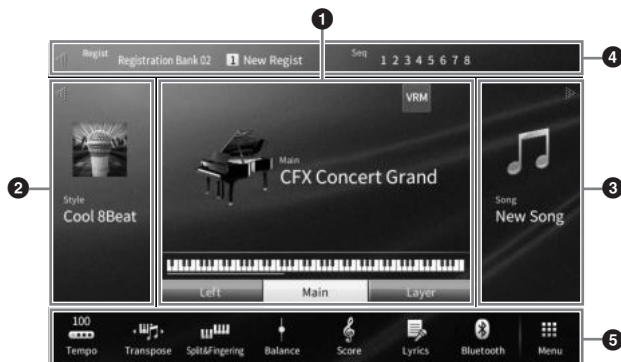 1
Regist Registration Bank 02 1 New Regist Seq 1 2 3 4 5 6 7 8
4
VRM
2
Style
Cool 8Beat
Main
CFX Concert Grand
Song
New Song
3
Left Main Layer
100
Tempo Transpose Split&Fingering Balance Score Lyrics Bluetooth Menu
5